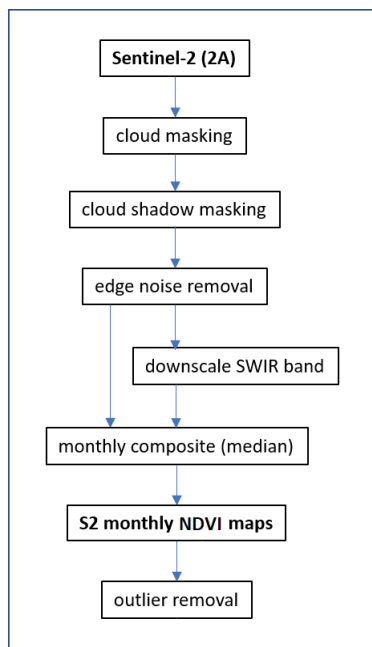 Sentinel-2 (2A)
cloud masking
cloud shadow masking
edge noise removal
downscale SWIR band
monthly composite (median)
S2 monthly NDVI maps
outlier removal